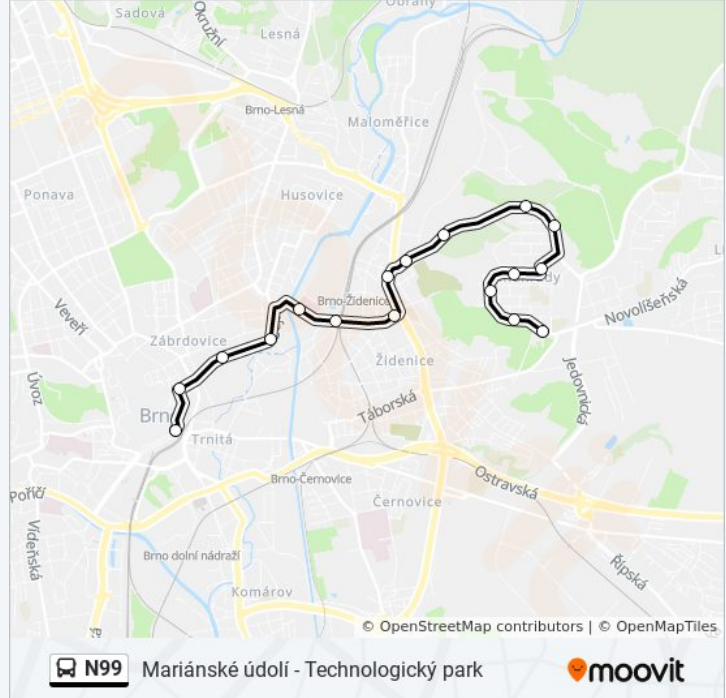 Sadová
Okružní
Lesná
Obřany
Brno-Lesná
Maloměřice
Ponava
Husovice
Brno-Židenice
Novolíšeňská
Veveří
Zábrdovice
Židenice
Jedovnická
Úvoz
Táborská
Brn
Trnitá
Brno-Černovice
Ostravská
Poříčí
Černovice
Vídeňská
Brno dolní nádraží
Řípská
Komárov
© OpenStreetMap contributors | © OpenMapTiles
N99 Mariánské údolí - Technologický park
moovit